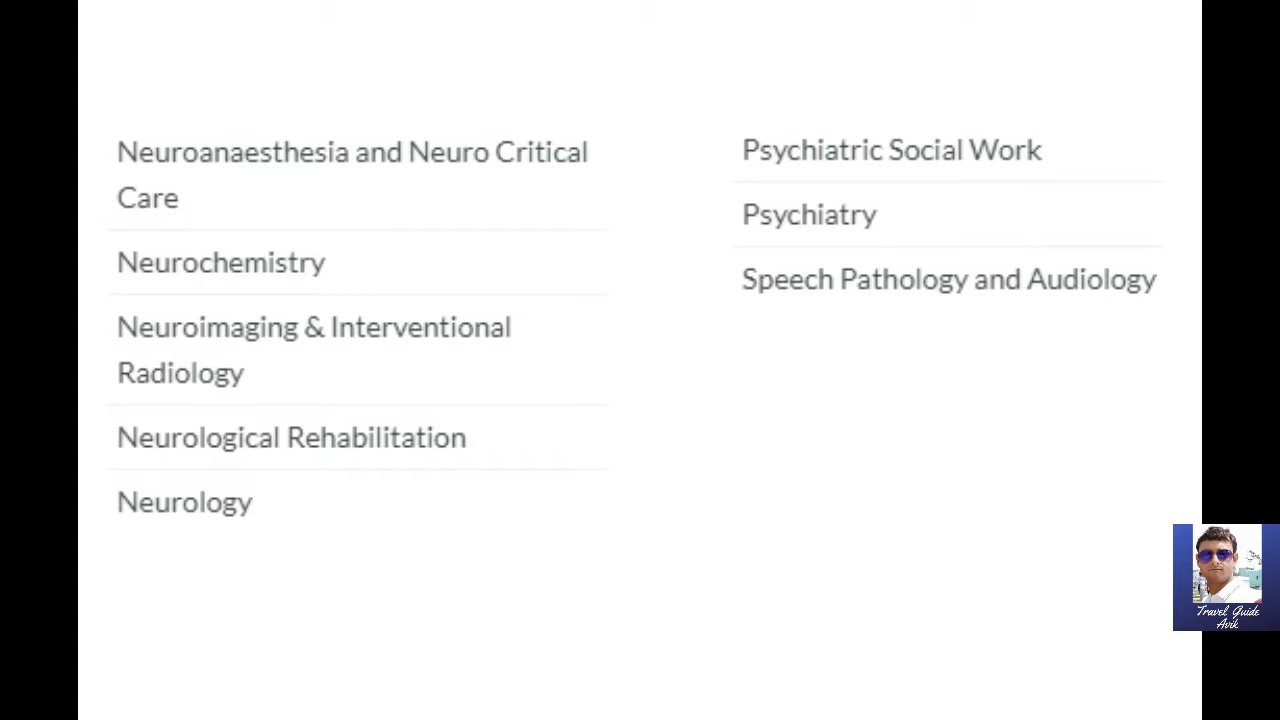 Neuroanaesthesia and Neuro Critical
Care
Neurochemistry
Neuroimaging & Interventional
Radiology
Neurological Rehabilitation
Neurology
Psychiatric Social Work
Psychiatry
Speech Pathology and Audiology
Travel Guide
Avik